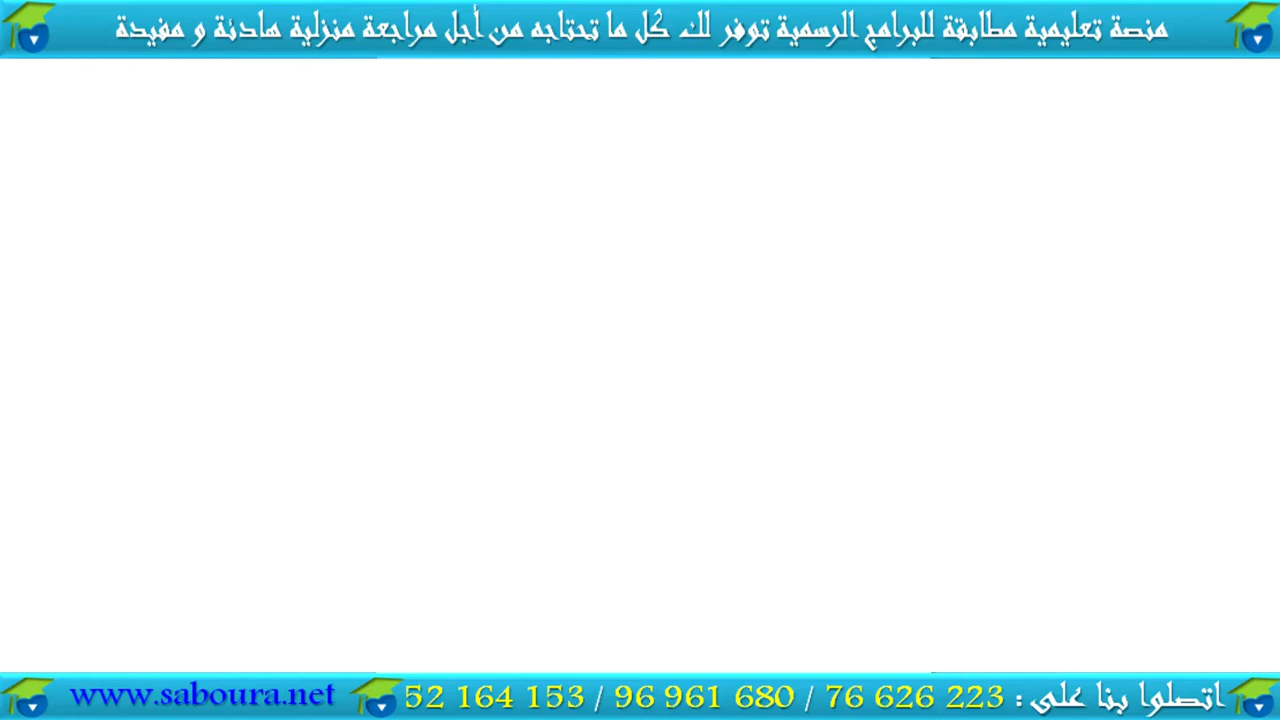 منصة تعليمية مطابقة للبرامج الرسمية توفر لك كل ما تحتاجه من أجل مراجعة منزلية هادئة و مفيدة
اتصلوا بنا على : 52 164 153 / 96 961 680 / 76 626 223 www.saboura.net